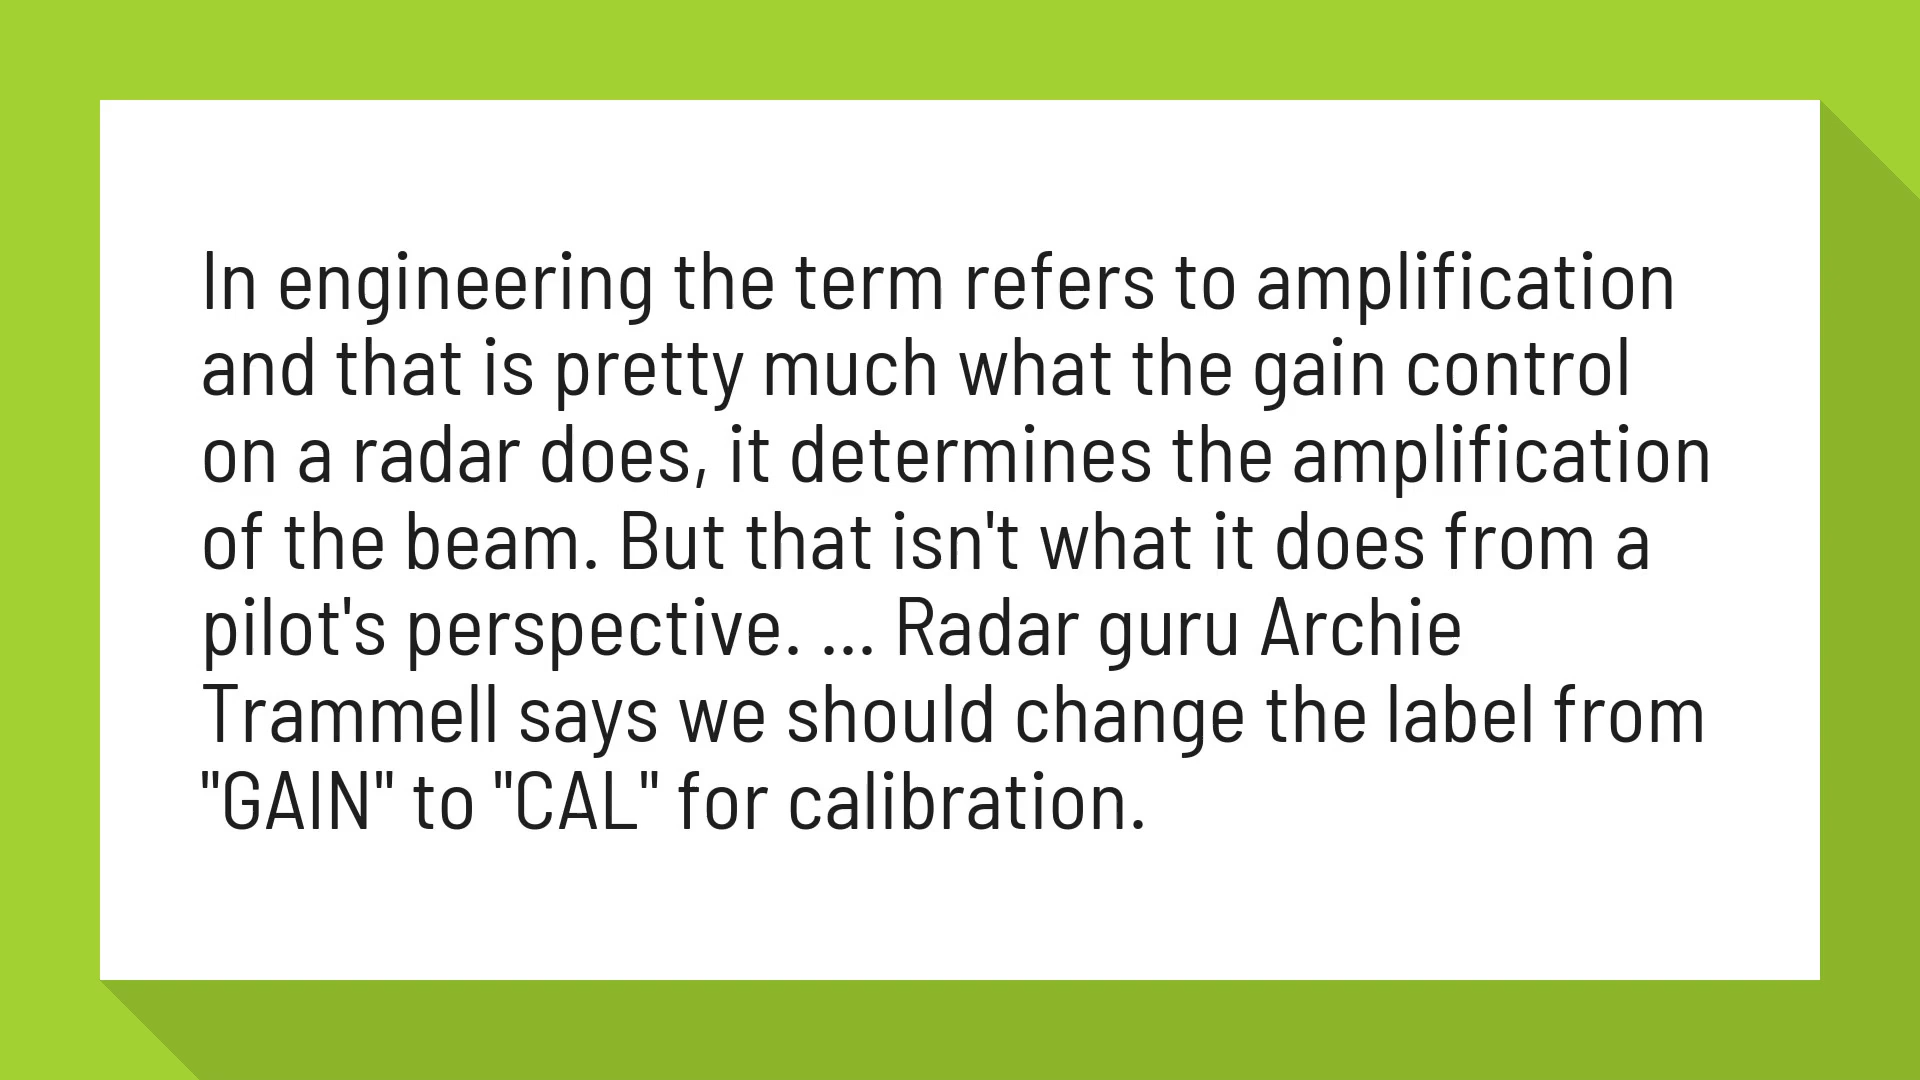 In engineering the term refers to amplification
and that is pretty much what the gain control
on a radar does, it determines the amplification
of the beam. But that isn't what it does from a
pilot's perspective. ... Radar guru Archie
Trammell says we should change the label from
"GAIN" to "CAL" for calibration.